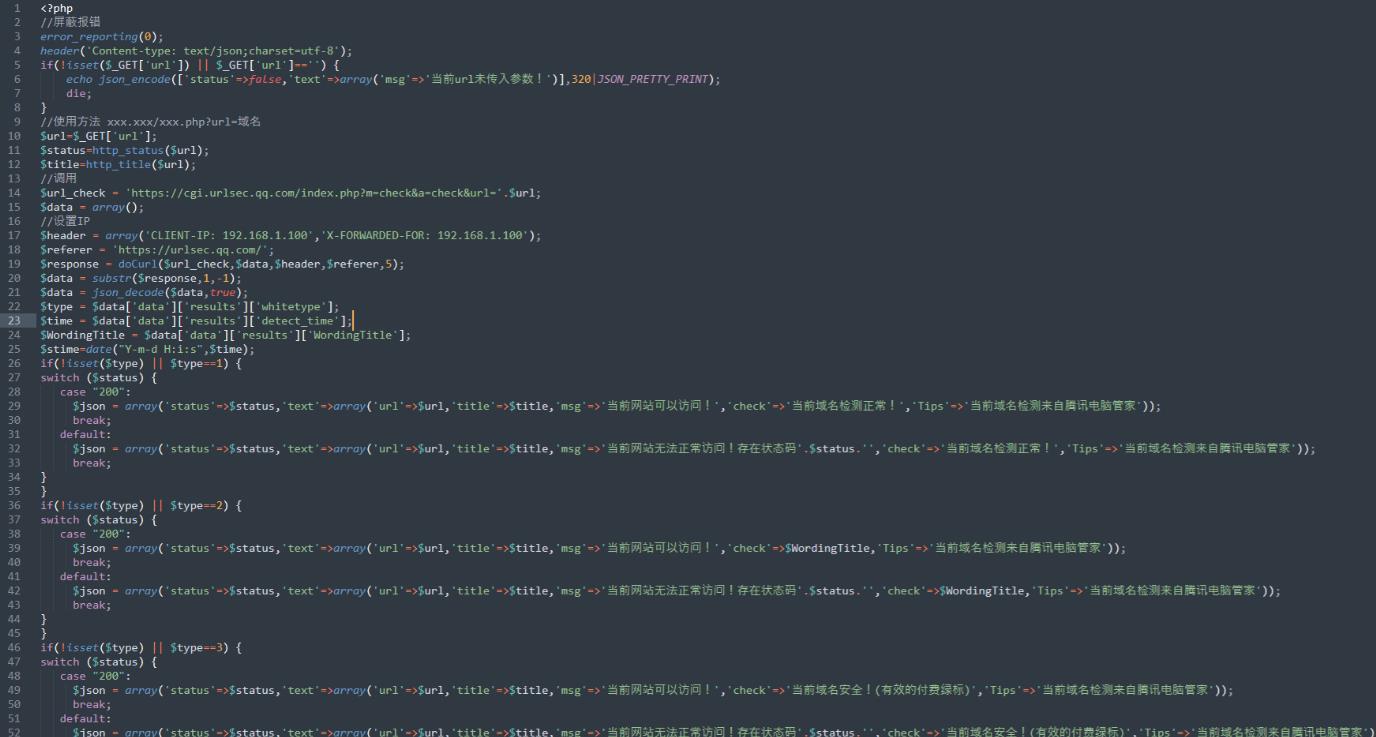 1 <?php
2 //屏蔽报错
3 error_reporting(0);
4 header('Content-type: text/json;charset=utf-8');
5 if(!isset($_GET['url']) || $_GET['url']=='') {
6 echo json_encode(['status'=>false,'text'=>array('msg'=>'当前url未传入参数！')],320|JSON_PRETTY_PRINT);
7 die;
8 }
9 //使用方法 xxx.xxx/xxx.php?url=域名
10 $url=$_GET['url'];
11 $status=http_status($url);
12 $title=http_title($url);
13 //调用
14 $url_check = 'https://cgi.urlsec.qq.com/index.php?m=check&a=check&url='.$url;
15 $data = array();
16 //设置IP
17 $header = array('CLIENT-IP: 192.168.1.100','X-FORWARDED-FOR: 192.168.1.100');
18 $referer = 'https://urlsec.qq.com/';
19 $response = doCurl($url_check,$data,$header,$referer,5);
20 $data = substr($response,1,-1);
21 $data = json_decode($data,true);
22 $type = $data['data']['results']['whitetype'];
23 $time = $data['data']['results']['detect_time'];
24 $WordingTitle = $data['data']['results']['WordingTitle'];
25 $stime=date("Y-m-d H:i:s",$time);
26 if(!isset($type) || $type==1) {
27 switch ($status) {
28 case "200":
29 $json = array('status'=>$status,'text'=>array('url'=>$url,'title'=>$title,'msg'=>'当前网站可以访问！','check'=>'当前域名检测正常！','Tips'=>'当前域名检测来自腾讯电脑管家'));
30 break;
31 default:
32 $json = array('status'=>$status,'text'=>array('url'=>$url,'title'=>$title,'msg'=>'当前网站无法正常访问！存在状态码'.$status.'','check'=>'当前域名检测正常！','Tips'=>'当前域名检测来自腾讯电脑管家'));
33 break;
34 }
35 }
36 if(!isset($type) || $type==2) {
37 switch ($status) {
38 case "200":
39 $json = array('status'=>$status,'text'=>array('url'=>$url,'title'=>$title,'msg'=>'当前网站可以访问！','check'=>$WordingTitle,'Tips'=>'当前域名检测来自腾讯电脑管家'));
40 break;
41 default:
42 $json = array('status'=>$status,'text'=>array('url'=>$url,'title'=>$title,'msg'=>'当前网站无法正常访问！存在状态码'.$status.'','check'=>$WordingTitle,'Tips'=>'当前域名检测来自腾讯电脑管家'));
43 break;
44 }
45 }
46 if(!isset($type) || $type==3) {
47 switch ($status) {
48 case "200":
49 $json = array('status'=>$status,'text'=>array('url'=>$url,'title'=>$title,'msg'=>'当前网站可以访问！','check'=>'当前域名安全！(有效的付费绿标)','Tips'=>'当前域名检测来自腾讯电脑管家'));
50 break;
51 default:
52 $json = array('status'=>$status,'text'=>array('url'=>$url,'title'=>$title,'msg'=>'当前网站无法正常访问！存在状态码'.$status.'','check'=>'当前域名安全！(有效的付费绿标)','Tips'=>'当前域名检测来自腾讯电脑管家')